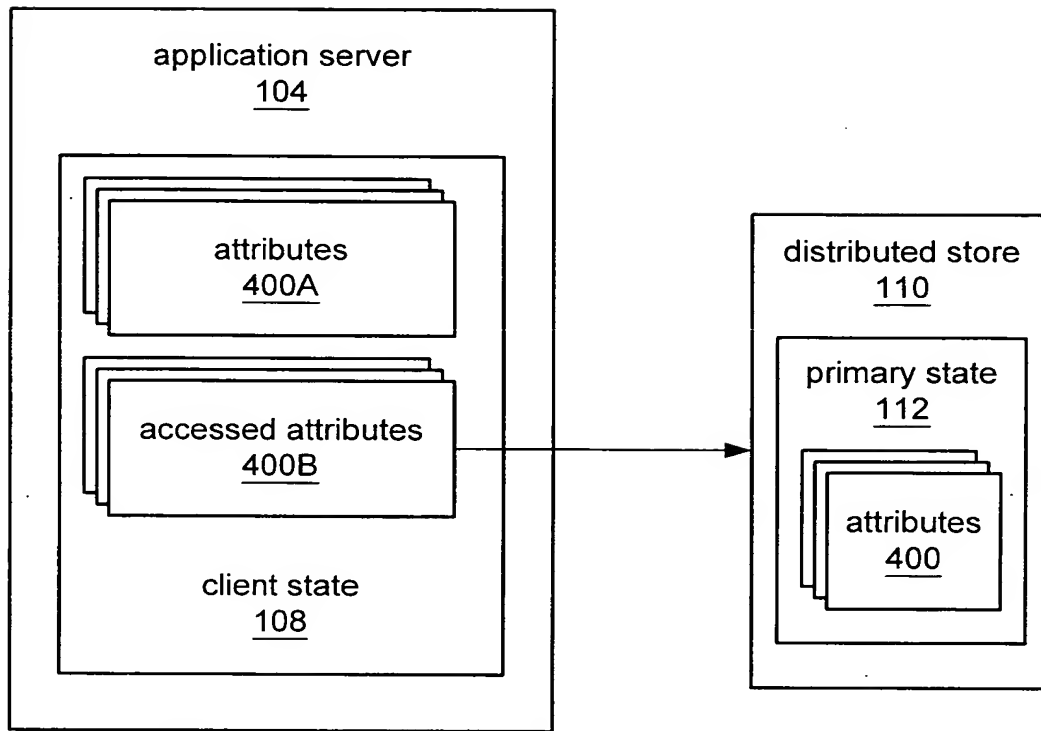 application server
104
attributes
400A
accessed attributes
400B
client state
108
distributed store
110
primary state
112
attributes
400